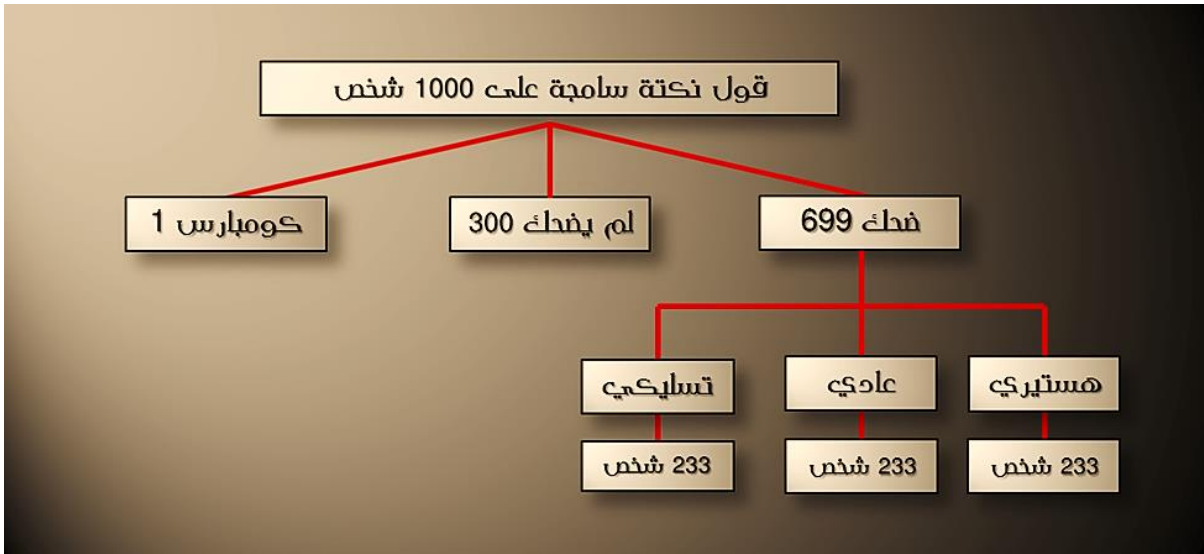 قول نكتة سامجة على 1000 شخص
ضحك 699
لم يضحك 300
كومبارس 1
هستيري
عادي
تسليكي
233 شخص
233 شخص
233 شخص